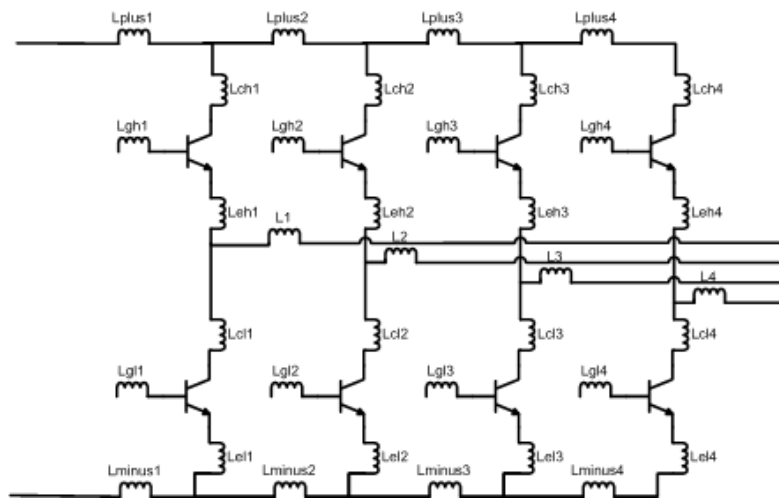 Lplus1 Lplus2 Lplus3 Lplus4
Lch1 Lch2 Lch3 Lch4
Lgh1 Lgh2 Lgh3 Lgh4
Leh1 Leh2 Leh3 Leh4
L1
L2
L3
L4
Lcl1 Lcl2 Lcl3 Lcl4
Lgl1 Lgl2 Lgl3 Lgl4
Lel1 Lel2 Lel3 Lel4
Lminus1 Lminus2 Lminus3 Lminus4